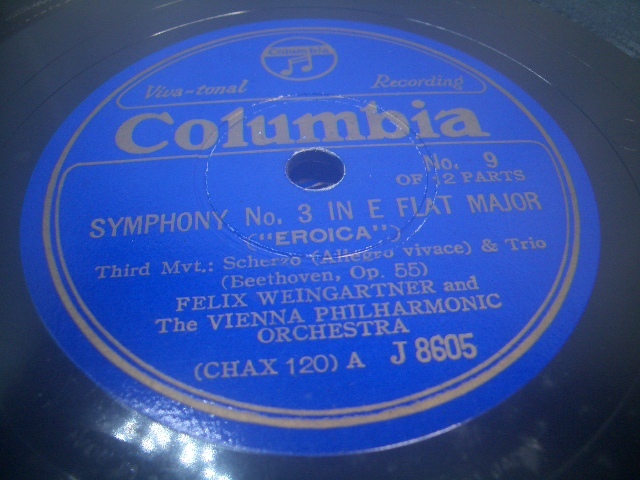 Columbia
Viva-tonal Recording
Columbia
No. 9
OF 12 PARTS
SYMPHONY No. 3 IN E FLAT MAJOR
("EROICA")
Third Mvt.: Scherzo (Allegro vivace) & Trio
(Beethoven, Op. 55)
FELIX WEINGARTNER and
The VIENNA PHILHARMONIC
ORCHESTRA
(CHAX 120) A J 8605